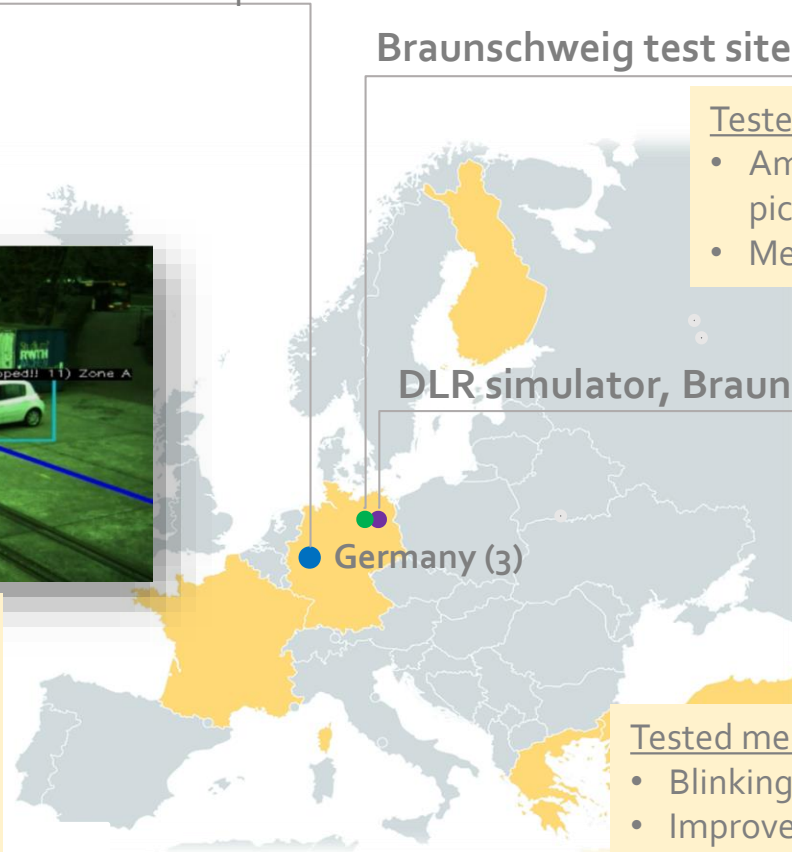 Braunschweig test site
Teste
• Am
pic
• Me
RWTH
pped!! 11) Zone A
DLR simulator, Braun
Germany (3)
Tested me
• Blinking
• Improve